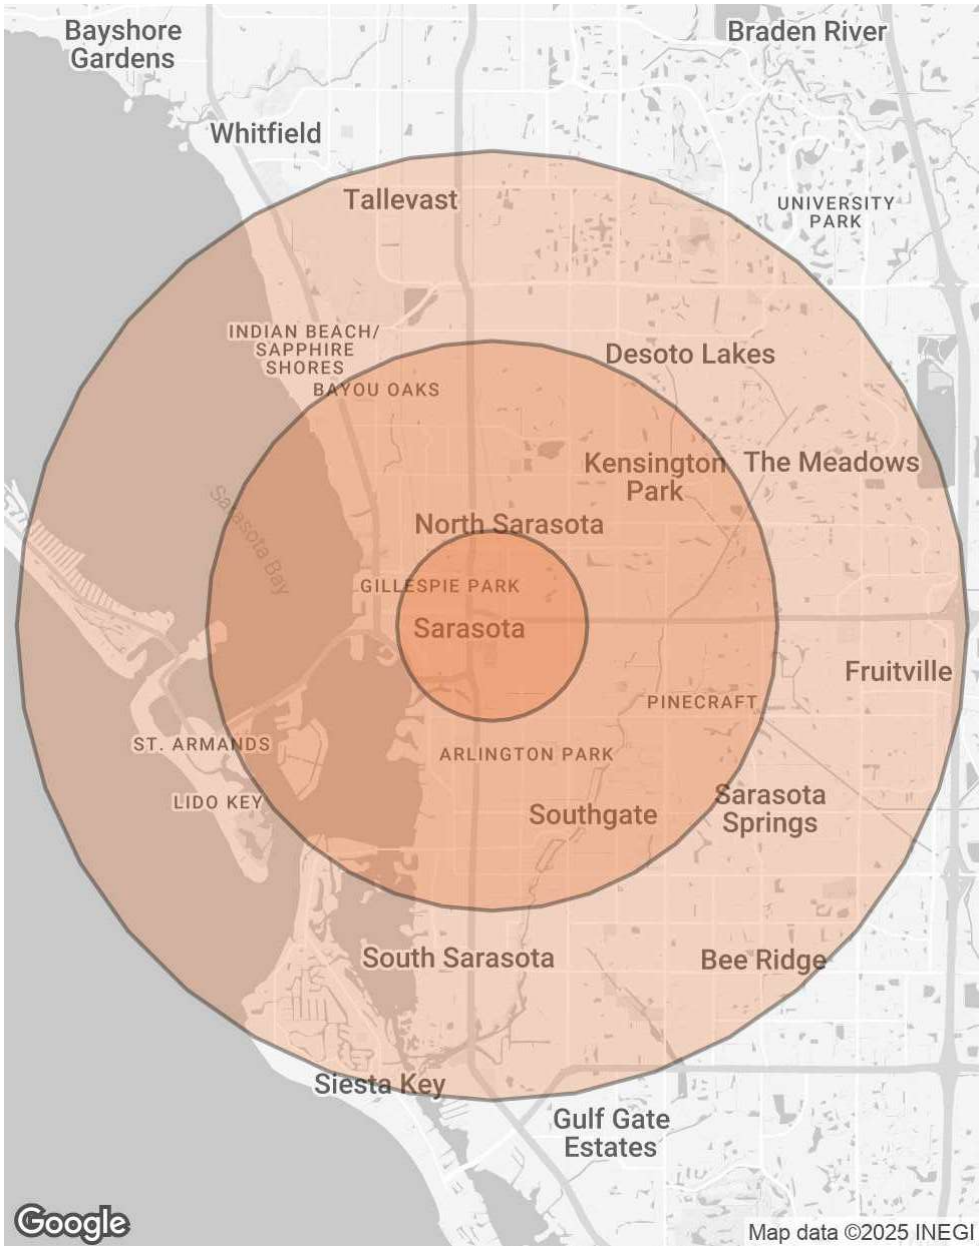 Bayshore
Gardens
Braden River
Whitfield
Tallevast
UNIVERSITY
PARK
INDIAN BEACH/
SAPPHIRE
SHORES
Desoto Lakes
BAYOU OAKS
Kensington
Park
The Meadows
Sarasota Bay
North Sarasota
GILLESPIE PARK
Sarasota
Fruitville
PINECRAFT
ST. ARMANDS
ARLINGTON PARK
LIDO KEY
Sarasota
Springs
Southgate
South Sarasota
Bee Ridge
Siesta Key
Gulf Gate
Estates
Google
Map data ©2025 INEGI